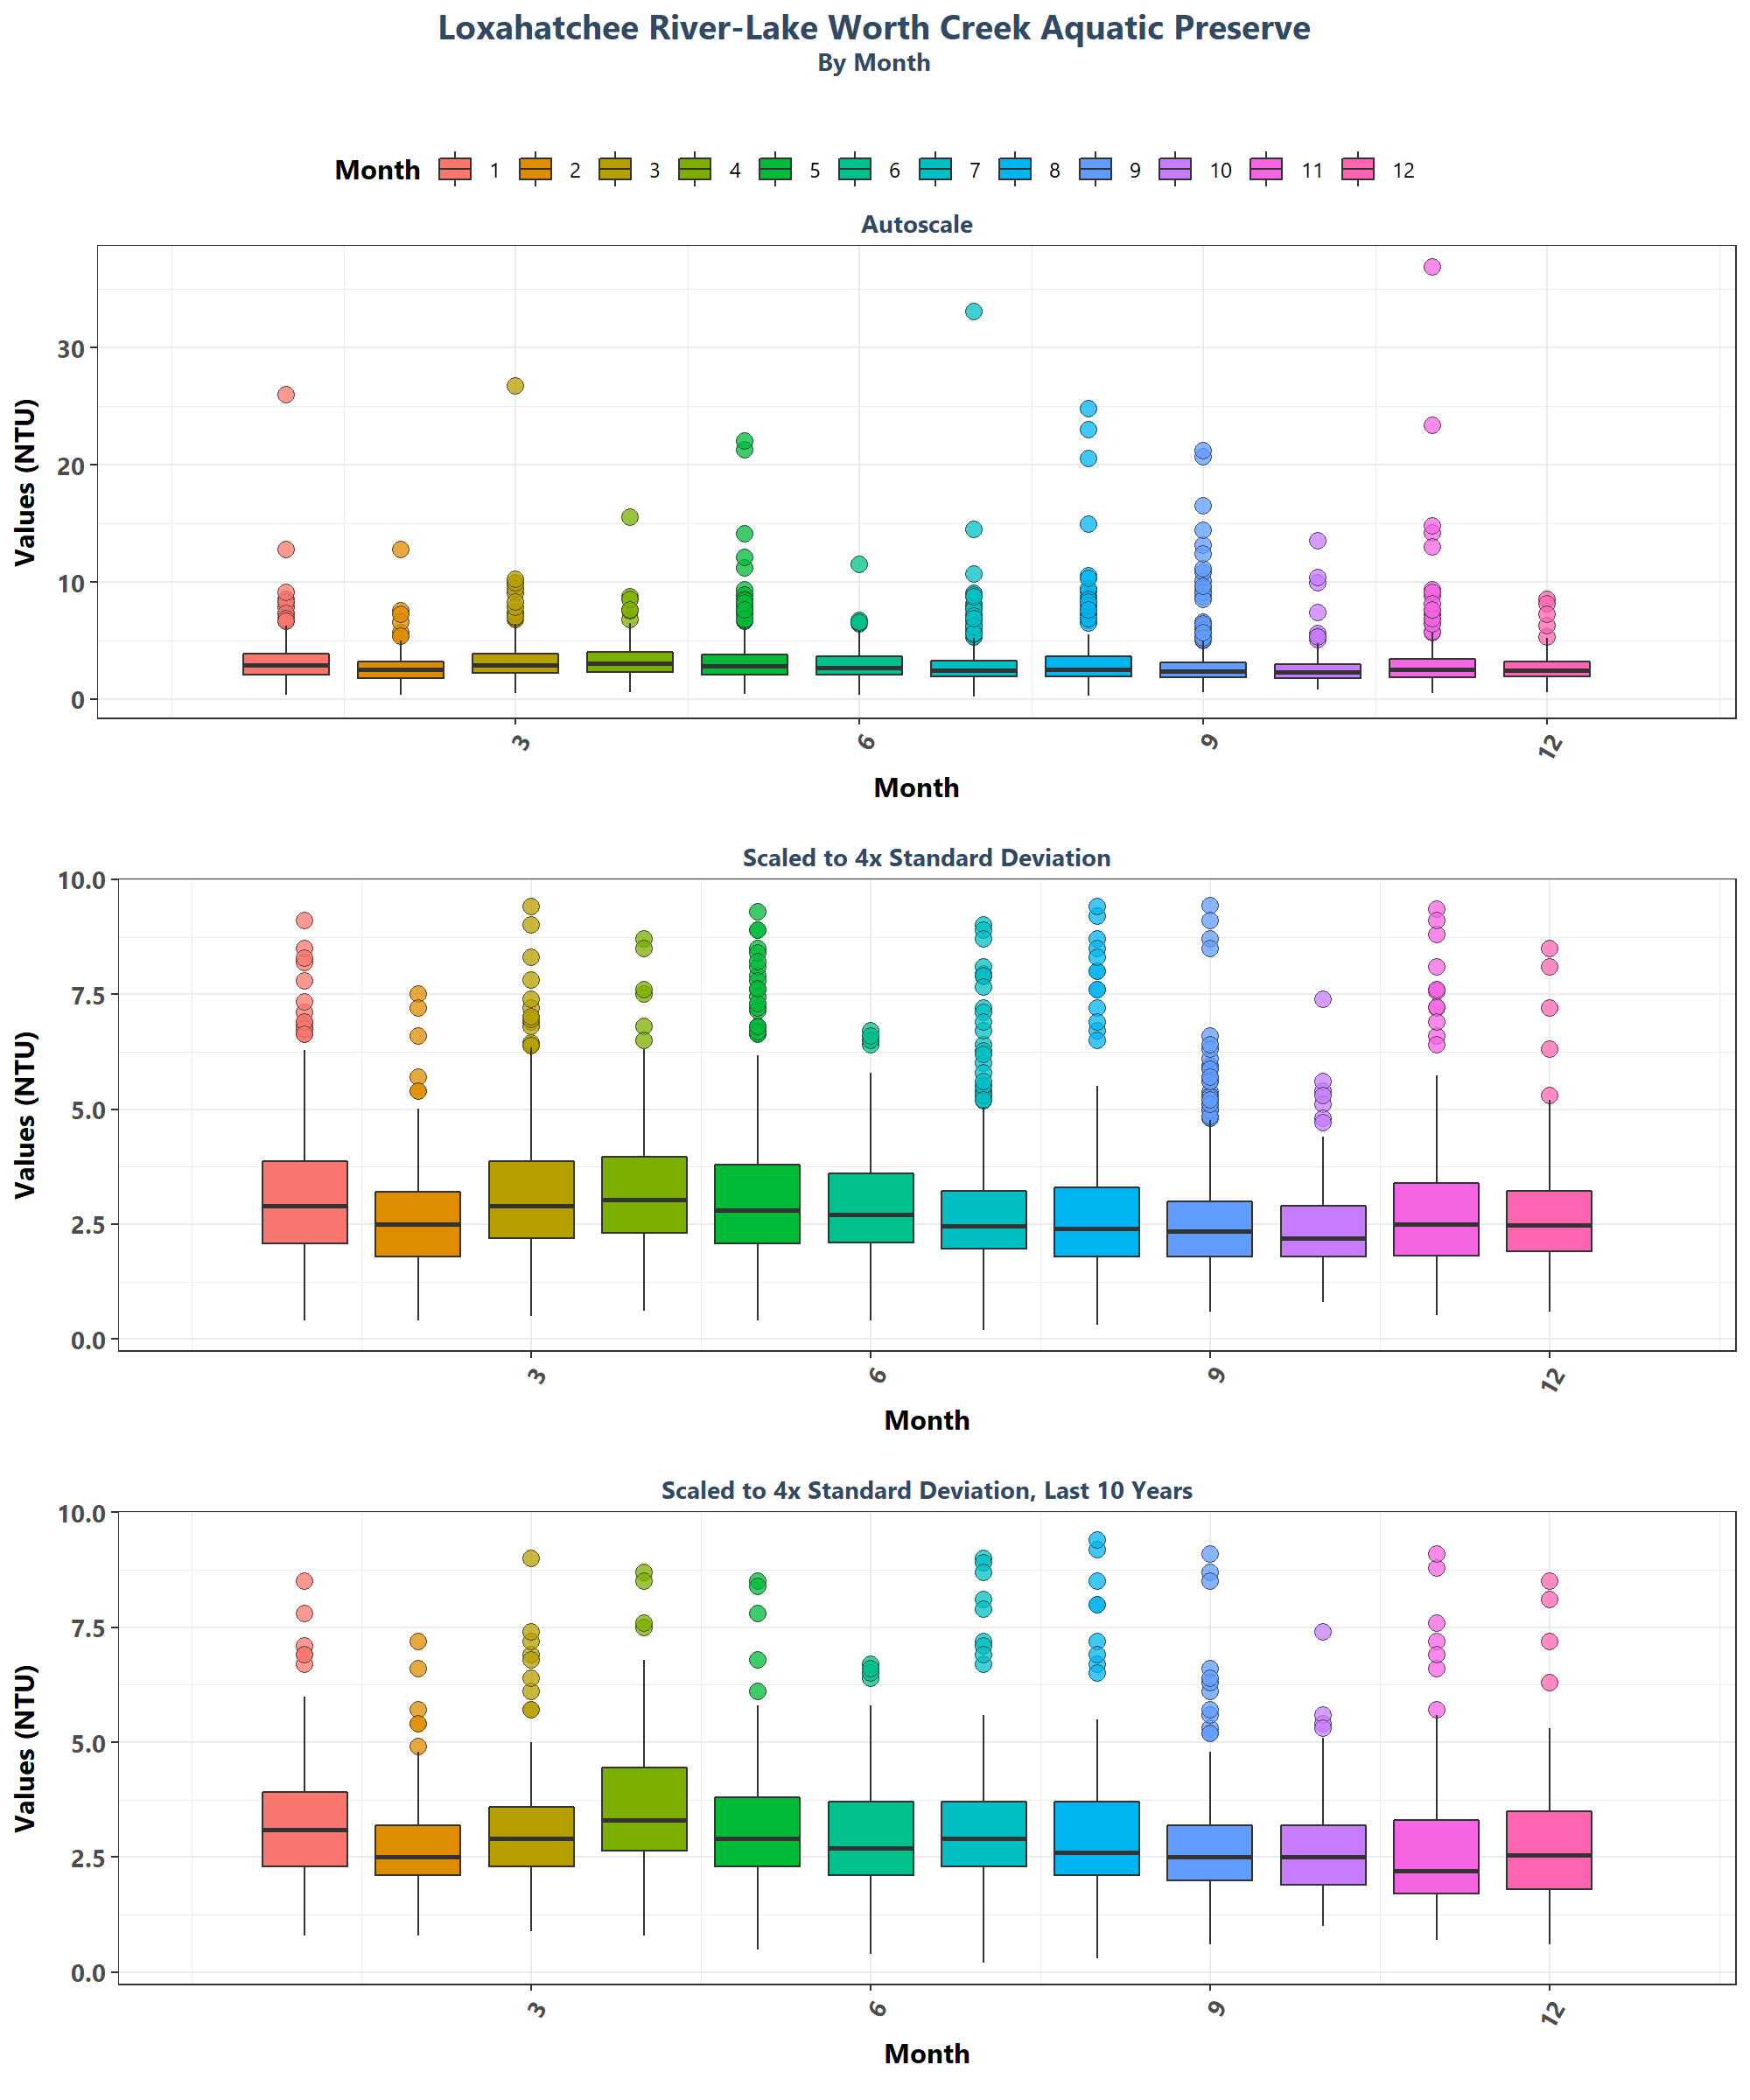 Loxahatchee River-Lake Worth Creek Aquatic Preserve
By Month
Month 1 2 3 4 5 6 7 8 9 10 11 12
Autoscale
Values (NTU)
30
20
10
0
3 6 9 12
Month
Scaled to 4x Standard Deviation
Values (NTU)
10.0
7.5
5.0
2.5
0.0
3 6 9 12
Month
Scaled to 4x Standard Deviation, Last 10 Years
Values (NTU)
10.0
7.5
5.0
2.5
0.0
3 6 9 12
Month